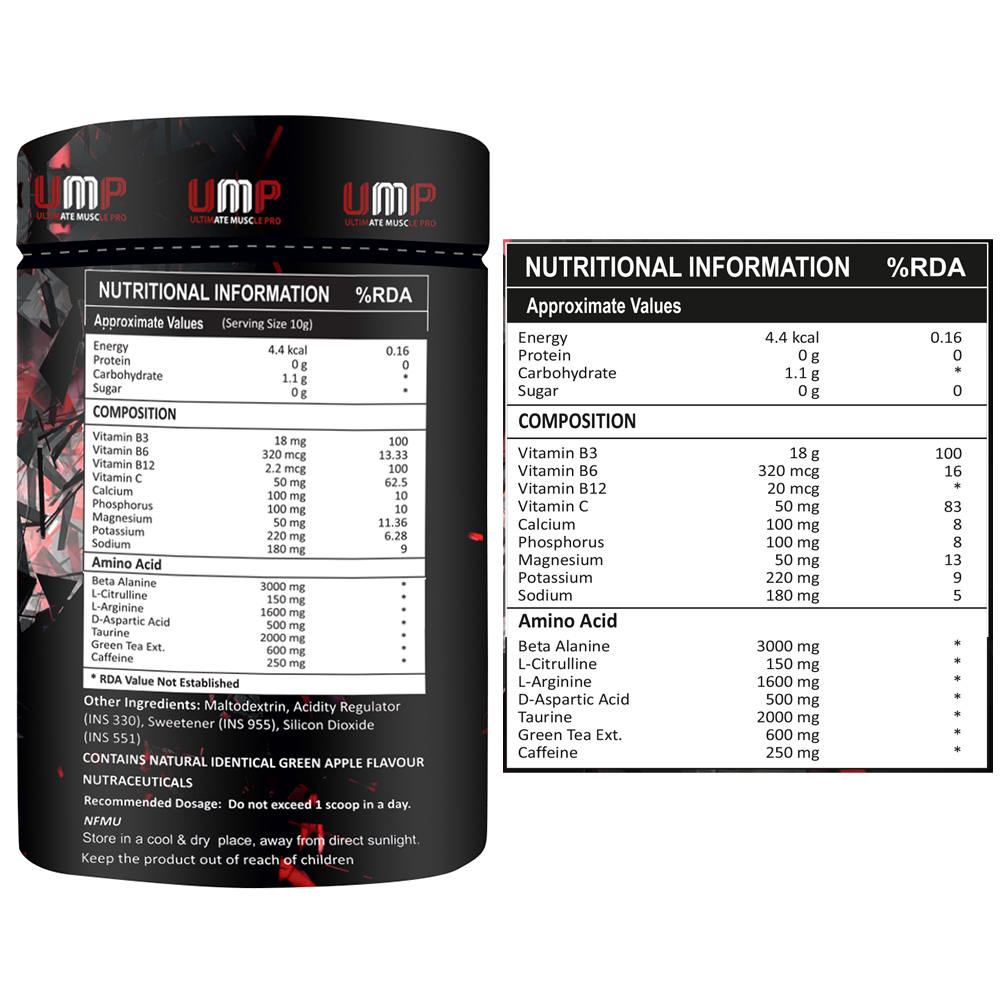 UMP UMP UMP
ULTIMATE MUSCLE PRO ULTIMATE MUSCLE PRO ULTIMATE MUSCLE PRO
NUTRITIONAL INFORMATION %RDA
Approximate Values (Serving Size 10g)
Energy 4.4 kcal 0.16
Protein 0 g 0
Carbohydrate 1.1 g *
Sugar 0 g *
COMPOSITION
Vitamin B3 18 mg 100
Vitamin B6 320 mcg 13.33
Vitamin B12 2.2 mcg 100
Vitamin C 50 mg 62.5
Calcium 100 mg 10
Phosphorus 100 mg 10
Magnesium 50 mg 11.36
Potassium 220 mg 6.28
Sodium 180 mg 9
Amino Acid
Beta Alanine 3000 mg *
L-Citrulline 150 mg *
L-Arginine 1600 mg *
D-Aspartic Acid 500 mg *
Taurine 2000 mg *
Green Tea Ext. 600 mg *
Caffeine 250 mg *
* RDA Value Not Established
Other Ingredients: Maltodextrin, Acidity Regulator
(INS 330), Sweetener (INS 955), Silicon Dioxide
(INS 551)
CONTAINS NATURAL IDENTICAL GREEN APPLE FLAVOUR
NUTRACEUTICALS
Recommended Dosage: Do not exceed 1 scoop in a day.
NFMU
Store in a cool & dry place, away from direct sunlight.
Keep the product out of reach of children
NUTRITIONAL INFORMATION %RDA
Approximate Values
Energy 4.4 kcal 0.16
Protein 0 g 0
Carbohydrate 1.1 g *
Sugar 0 g 0
COMPOSITION
Vitamin B3 18 g 100
Vitamin B6 320 mcg 16
Vitamin B12 20 mcg *
Vitamin C 50 mg 83
Calcium 100 mg 8
Phosphorus 100 mg 8
Magnesium 50 mg 13
Potassium 220 mg 9
Sodium 180 mg 5
Amino Acid
Beta Alanine 3000 mg *
L-Citrulline 150 mg *
L-Arginine 1600 mg *
D-Aspartic Acid 500 mg *
Taurine 2000 mg *
Green Tea Ext. 600 mg *
Caffeine 250 mg *